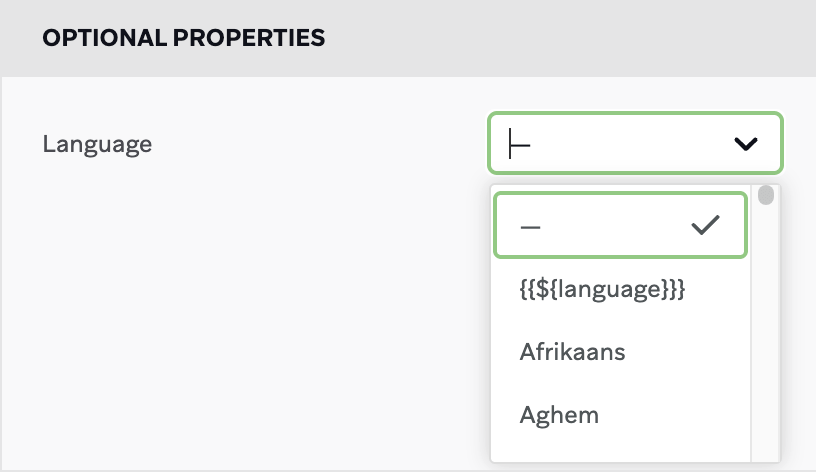 OPTIONAL PROPERTIES
Language
—
—
{{${language}}}
Afrikaans
Aghem